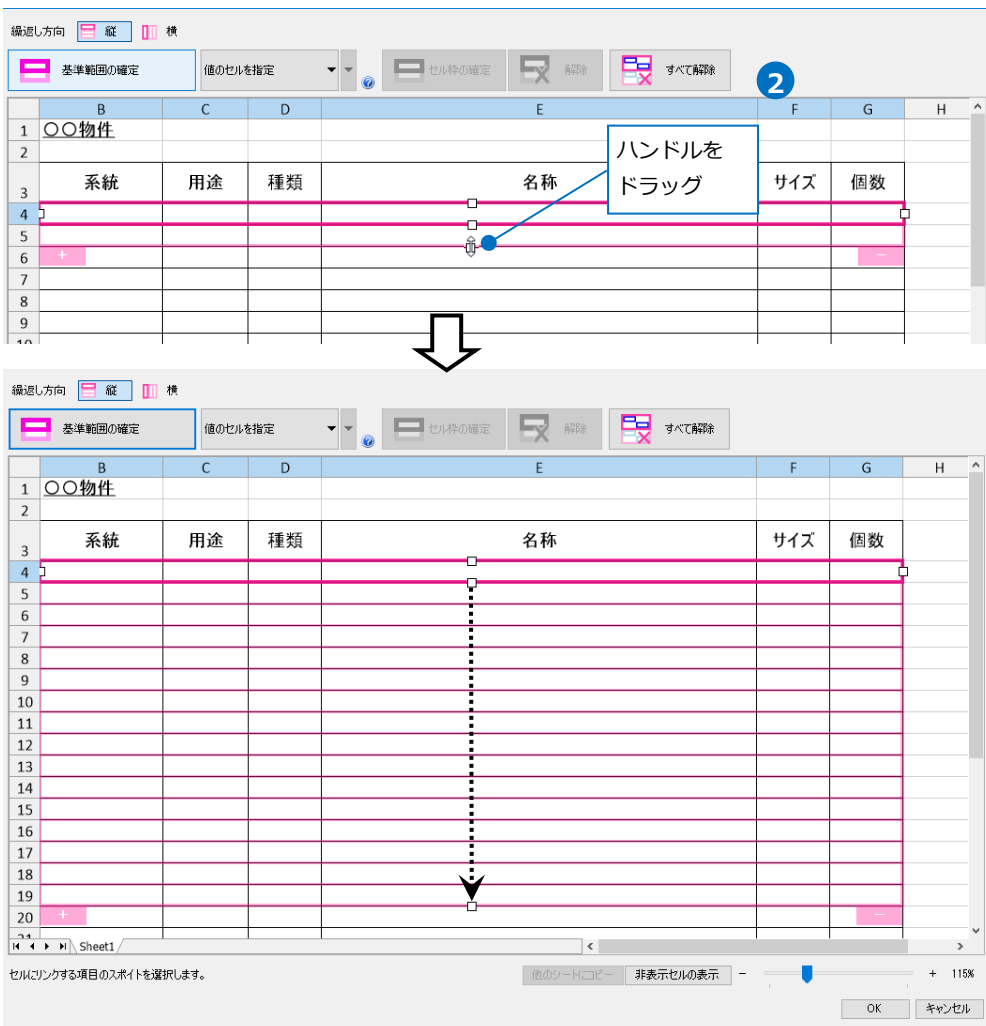 繰返し方向 縦 横
基準範囲の確定 値のセルを指定 セル枠の確定 解除 すべて解除
2
B C D E F G H
1 〇〇物件
2
ハンドルを
ドラッグ
3 系統 用途 種類 名称 サイズ 個数
4
5
6 + −
7
8
9
10
繰返し方向 縦 横
基準範囲の確定 値のセルを指定 セル枠の確定 解除 すべて解除
B C D E F G H
1 〇〇物件
2
3 系統 用途 種類 名称 サイズ 個数
4
5
6
7
8
9
10
11
12
13
14
15
16
17
18
19
20 + −
21
Sheet1
セルにリンクする項目のスポイトを選択します。 他のシートにコピー 非表示セルの表示 − + 115%
OK キャンセル